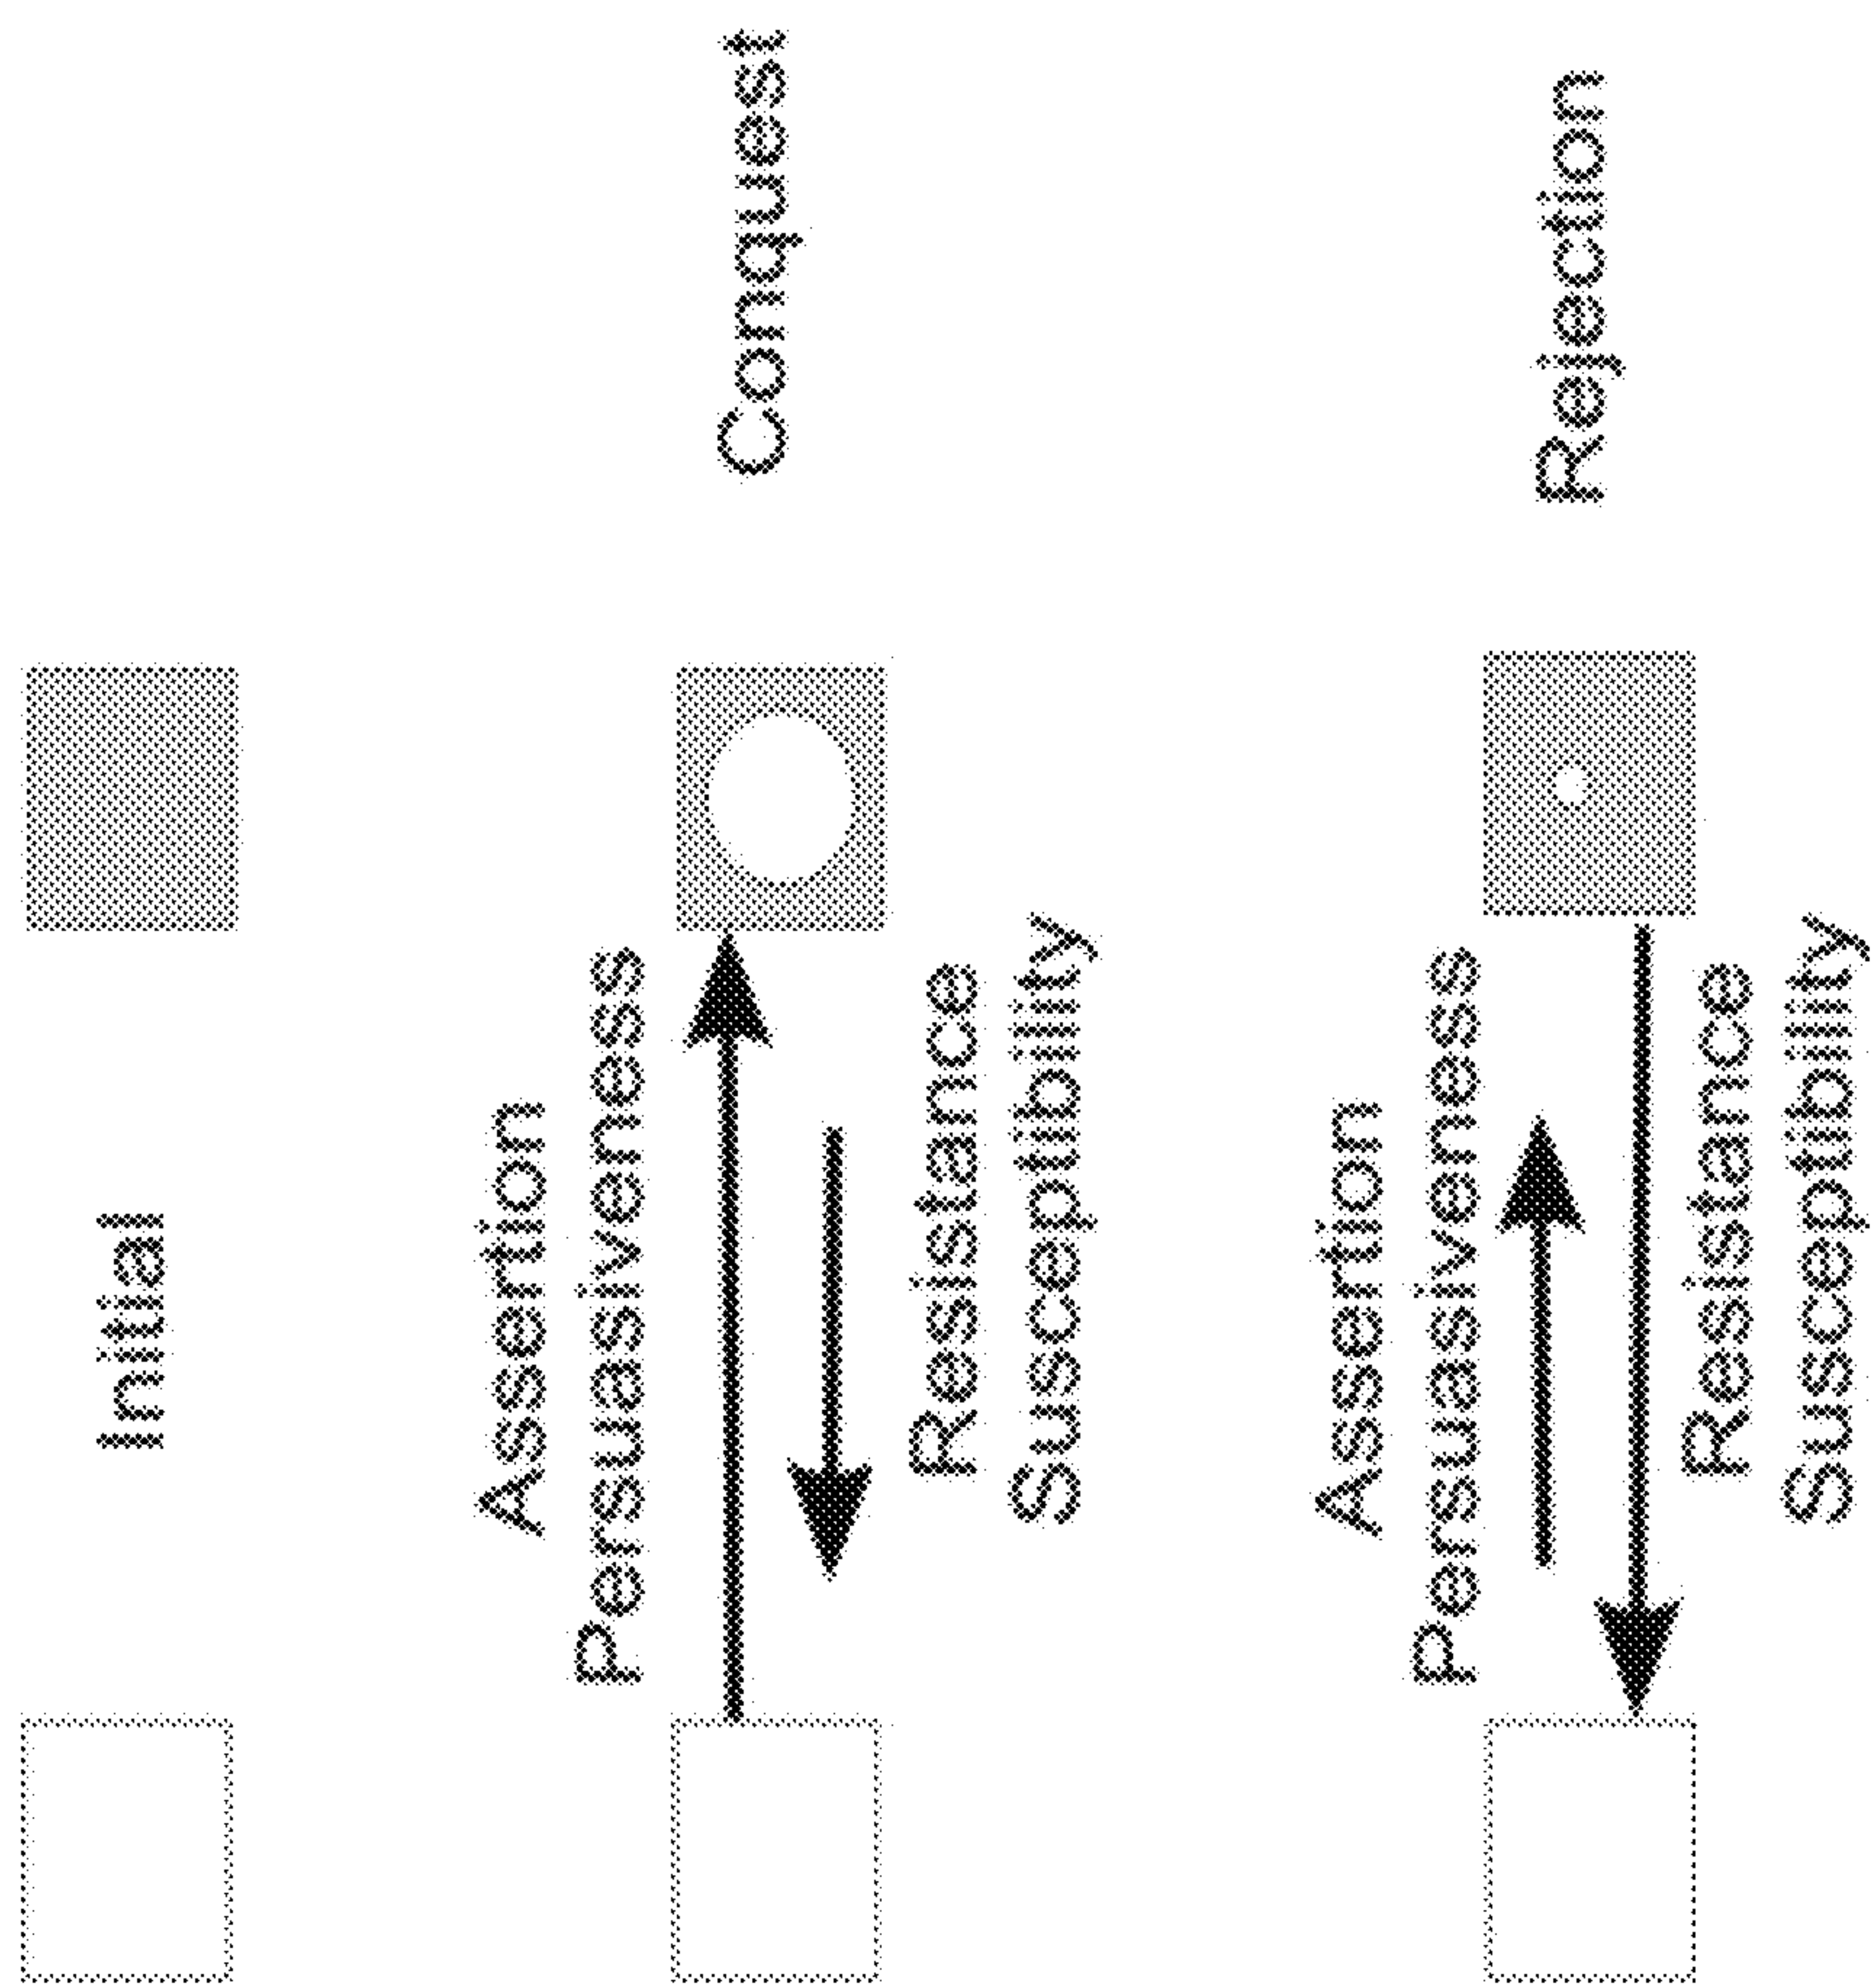 Initial
Assertion
Persuasiveness
Conquest
Resistance
Susceptibility
Assertion
Persuasiveness
Rejection
Resistance
Susceptibility